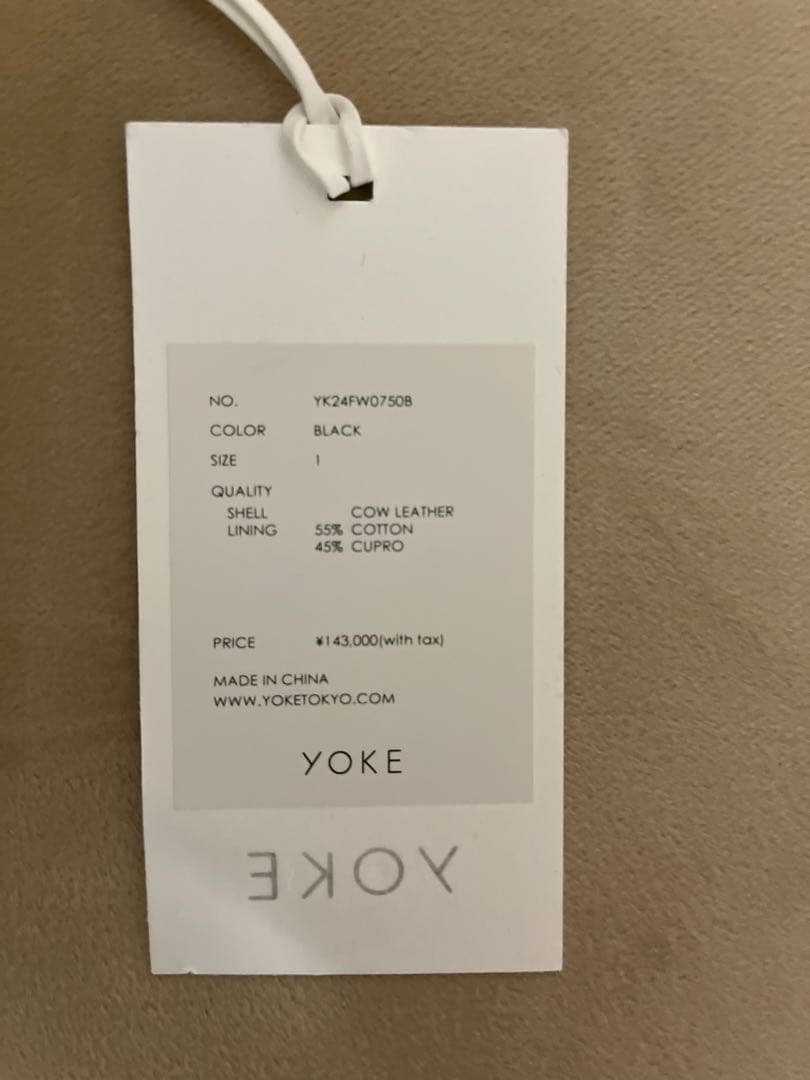 NO. YK24FW0750B
COLOR BLACK
SIZE 1
QUALITY
SHELL COW LEATHER
LINING 55% COTTON
45% CUPRO
PRICE ¥143,000(with tax)
MADE IN CHINA
WWW.YOKETOKYO.COM
YOKE
YOKE